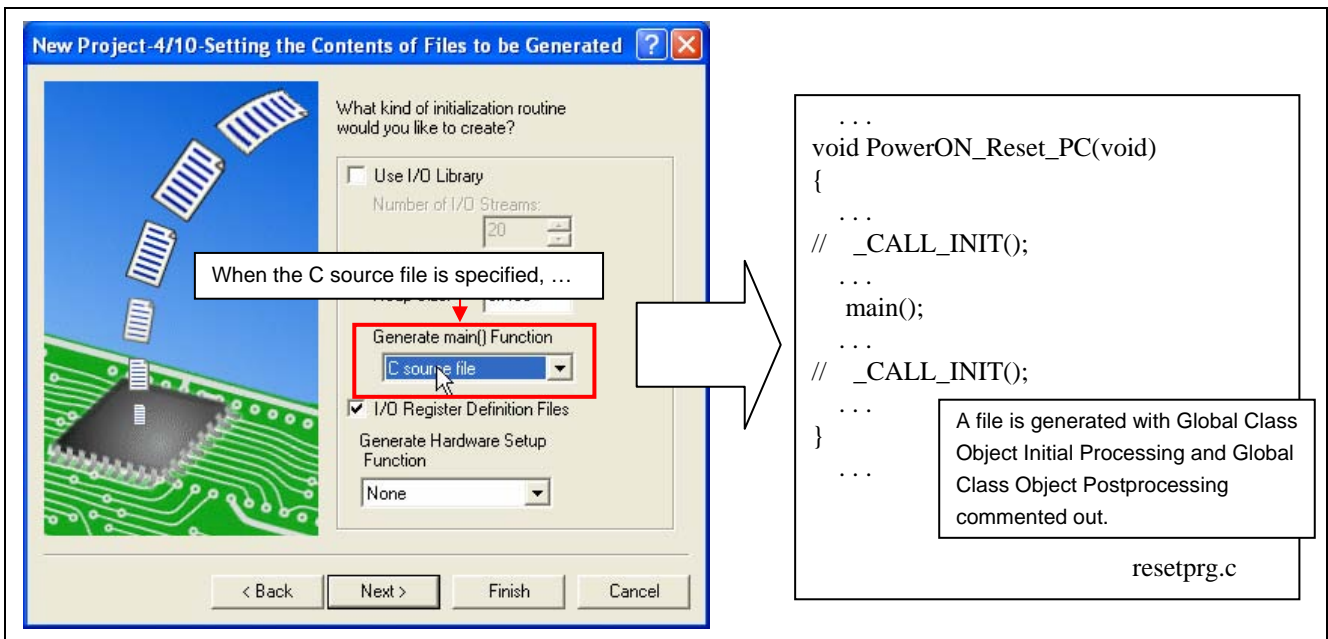 New Project-4/10-Setting the Contents of Files to be Generated
What kind of initialization routine
would you like to create?
Use I/O Library
Number of I/O Streams:
20
When the C source file is specified, …
Generate main() Function
C source file
I/O Register Definition Files
Generate Hardware Setup
Function
None
< Back
Next >
Finish
Cancel
. . .
void PowerON_Reset_PC(void)
{
. . .
// _CALL_INIT();
. . .
main();
. . .
// _CALL_INIT();
. . .
}
. . .
A file is generated with Global Class
Object Initial Processing and Global
Class Object Postprocessing
commented out.
resetprg.c